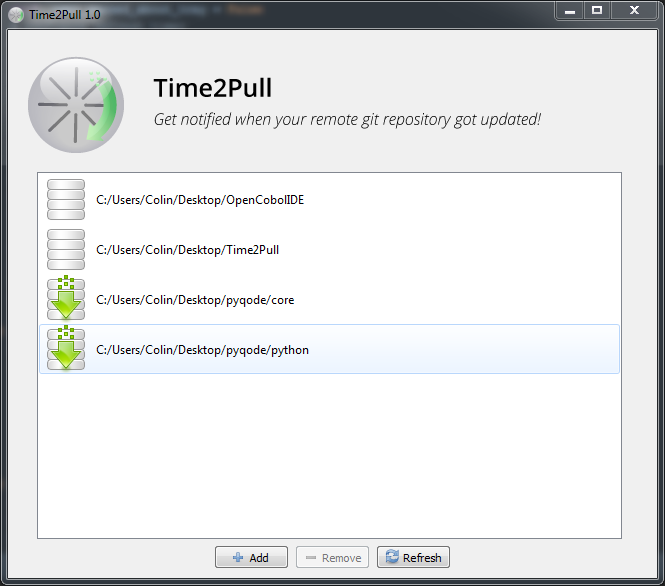 Time2Pull 1.0
Time2Pull
Get notified when your remote git repository got updated!
C:/Users/Colin/Desktop/OpenCobolIDE
C:/Users/Colin/Desktop/Time2Pull
C:/Users/Colin/Desktop/pyqode/core
C:/Users/Colin/Desktop/pyqode/python
Add
Remove
Refresh